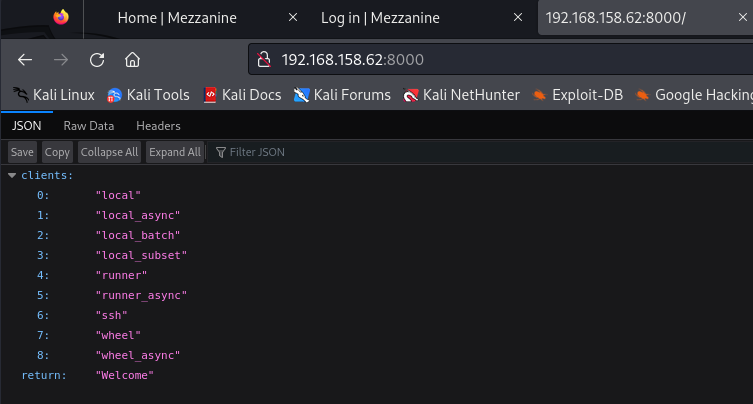 Home | Mezzanine Log in | Mezzanine 192.168.158.62:8000/
192.168.158.62:8000
Kali Linux Kali Tools Kali Docs Kali Forums Kali NetHunter Exploit-DB Google Hacking
JSON Raw Data Headers
Save Copy Collapse All Expand All Filter JSON
clients:
0: "local"
1: "local_async"
2: "local_batch"
3: "local_subset"
4: "runner"
5: "runner_async"
6: "ssh"
7: "wheel"
8: "wheel_async"
return: "Welcome"